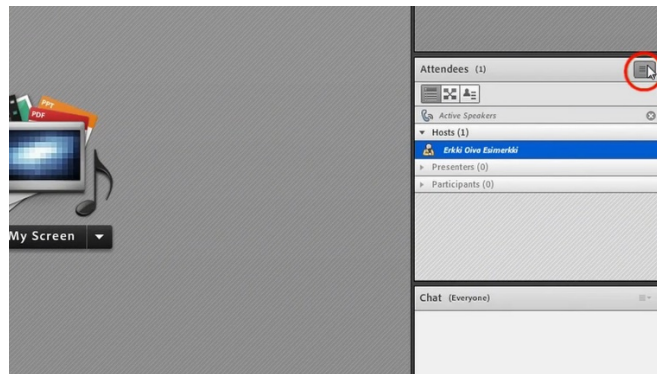 PPT
PDF
My Screen
Attendees (1)
Active Speakers
Hosts (1)
Erkki Oiva Esimerkki
Presenters (0)
Participants (0)
Chat (Everyone)